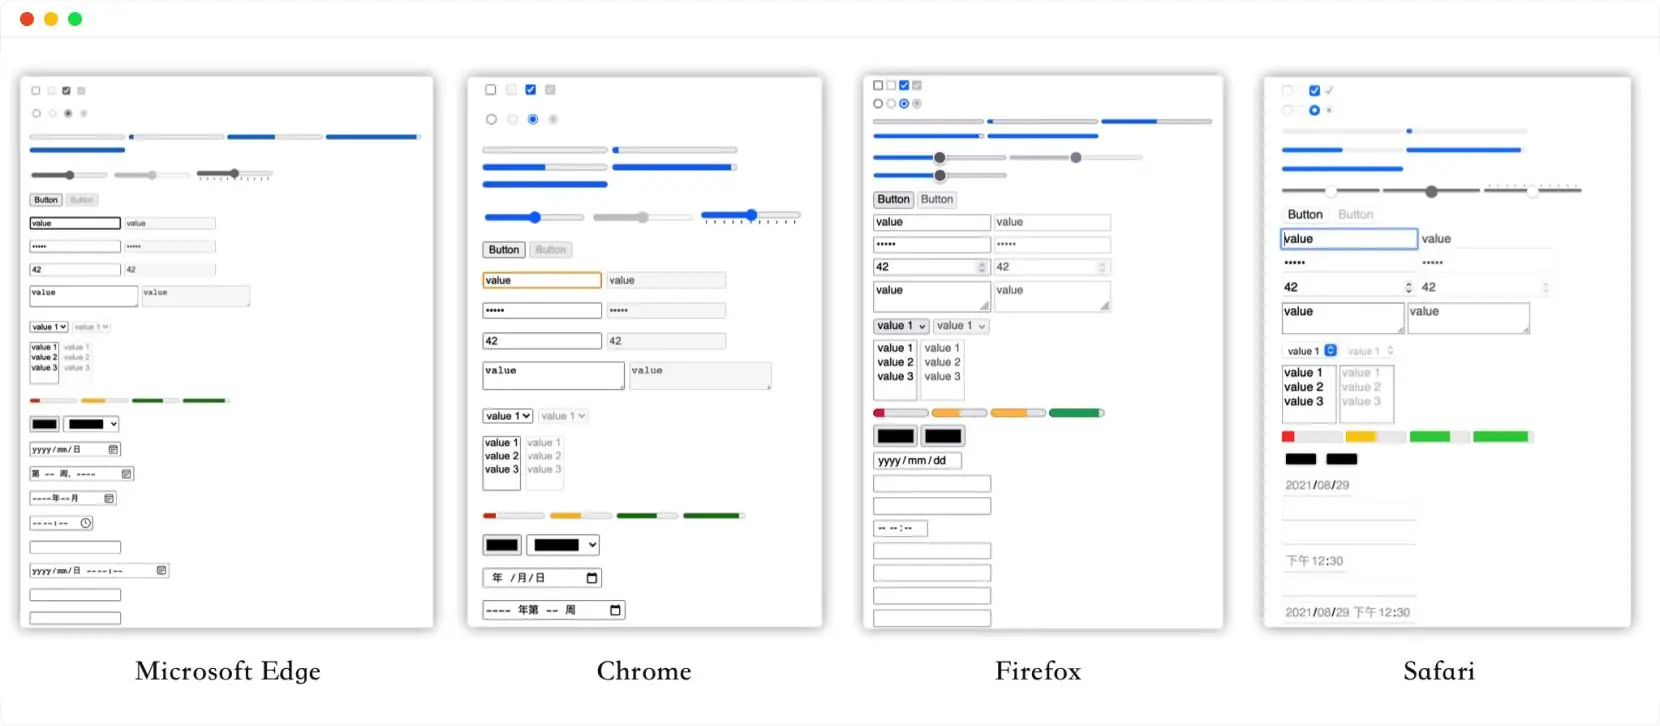 Button Button
value value
••••• •••••
42 42
value value
value 1 value 1
value 1 value 1
value 2 value 2
value 3 value 3
yyyy/mm/日
第 -- 周, ----
----年--月
----:--
yyyy/mm/日 ----:--
Microsoft Edge
Button Button
value value
••••• •••••
42 42
value value
value 1 value 1
value 1 value 1
value 2 value 2
value 3 value 3
年 /月/日
---- 年第 -- 周
Chrome
Button Button
value value
••••• •••••
42 42
value value
value 1 value 1
value 1 value 1
value 2 value 2
value 3 value 3
yyyy/mm/dd
-- --:--
Firefox
Button Button
value value
••••• •••••
42 42
value value
value 1 value 1
value 1 value 1
value 2 value 2
value 3 value 3
2021/08/29
下午12:30
2021/08/29 下午12:30
Safari